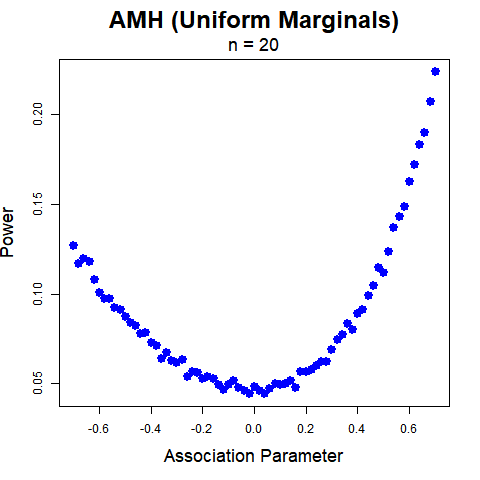 AMH (Uniform Marginals)
n = 20
0.20
0.15
0.10
0.05
Power
-0.6 -0.4 -0.2 0.0 0.2 0.4 0.6
Association Parameter